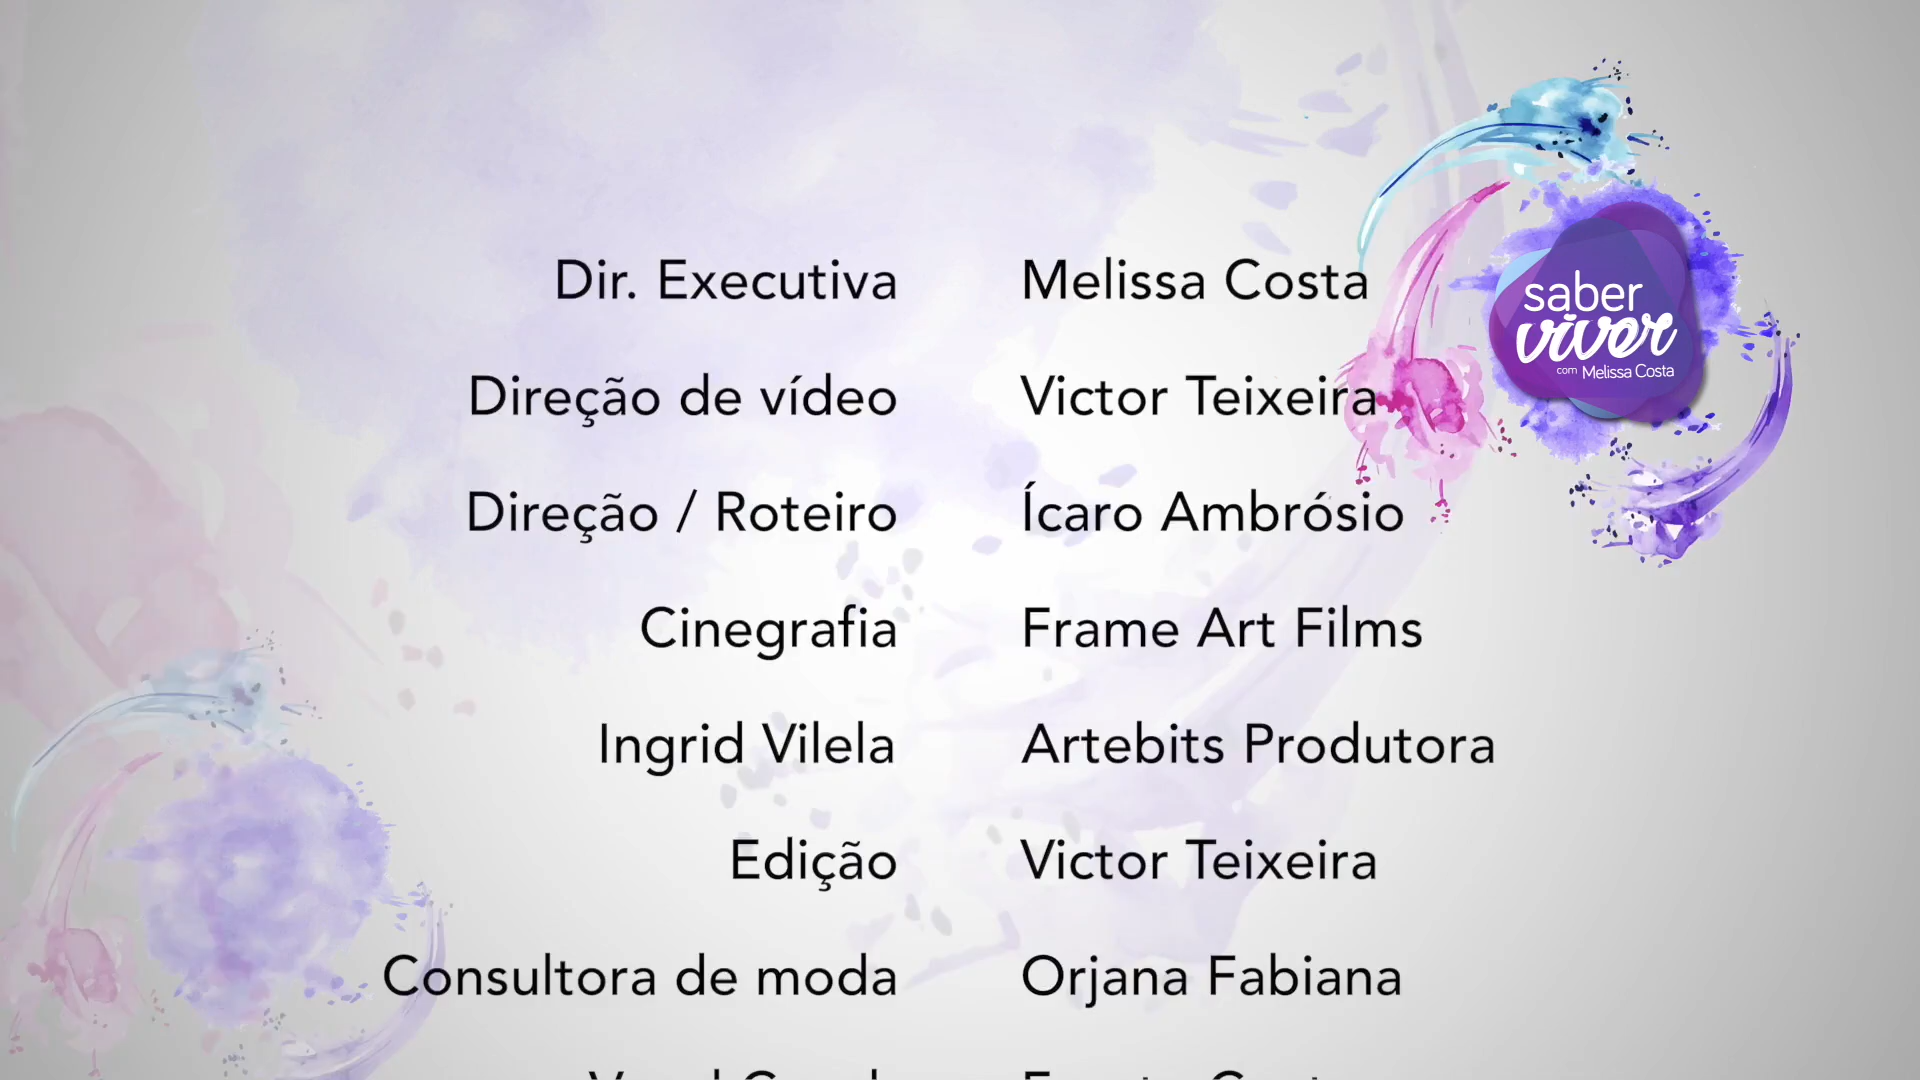 Dir. Executiva Melissa Costa
Direção de vídeo Victor Teixeira
Direção / Roteiro Ícaro Ambrósio
Cinegrafia Frame Art Films
Ingrid Vilela Artebits Produtora
Edição Victor Teixeira
Consultora de moda Orjana Fabiana
saber
viver
com Melissa Costa